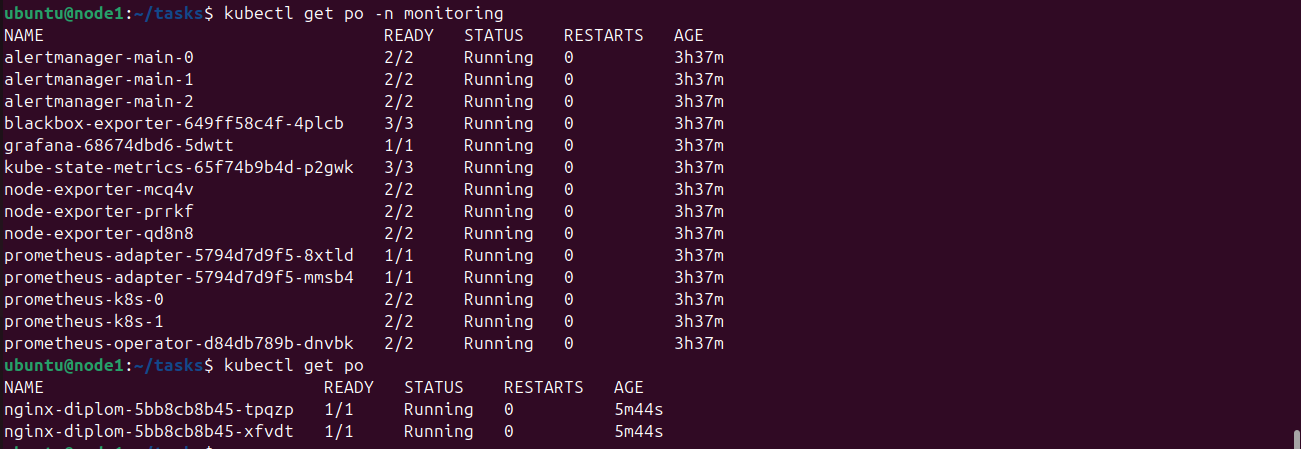 ubuntu@node1:~/tasks$ kubectl get po -n monitoring
NAME READY STATUS RESTARTS AGE
alertmanager-main-0 2/2 Running 0 3h37m
alertmanager-main-1 2/2 Running 0 3h37m
alertmanager-main-2 2/2 Running 0 3h37m
blackbox-exporter-649ff58c4f-4plcb 3/3 Running 0 3h37m
grafana-68674dbd6-5dwtt 1/1 Running 0 3h37m
kube-state-metrics-65f74b9b4d-p2gwk 3/3 Running 0 3h37m
node-exporter-mcq4v 2/2 Running 0 3h37m
node-exporter-prrkf 2/2 Running 0 3h37m
node-exporter-qd8n8 2/2 Running 0 3h37m
prometheus-adapter-5794d7d9f5-8xtld 1/1 Running 0 3h37m
prometheus-adapter-5794d7d9f5-mmsb4 1/1 Running 0 3h37m
prometheus-k8s-0 2/2 Running 0 3h37m
prometheus-k8s-1 2/2 Running 0 3h37m
prometheus-operator-d84db789b-dnvbk 2/2 Running 0 3h37m
ubuntu@node1:~/tasks$ kubectl get po
NAME READY STATUS RESTARTS AGE
nginx-diplom-5bb8cb8b45-tpqzp 1/1 Running 0 5m44s
nginx-diplom-5bb8cb8b45-xfvdt 1/1 Running 0 5m44s